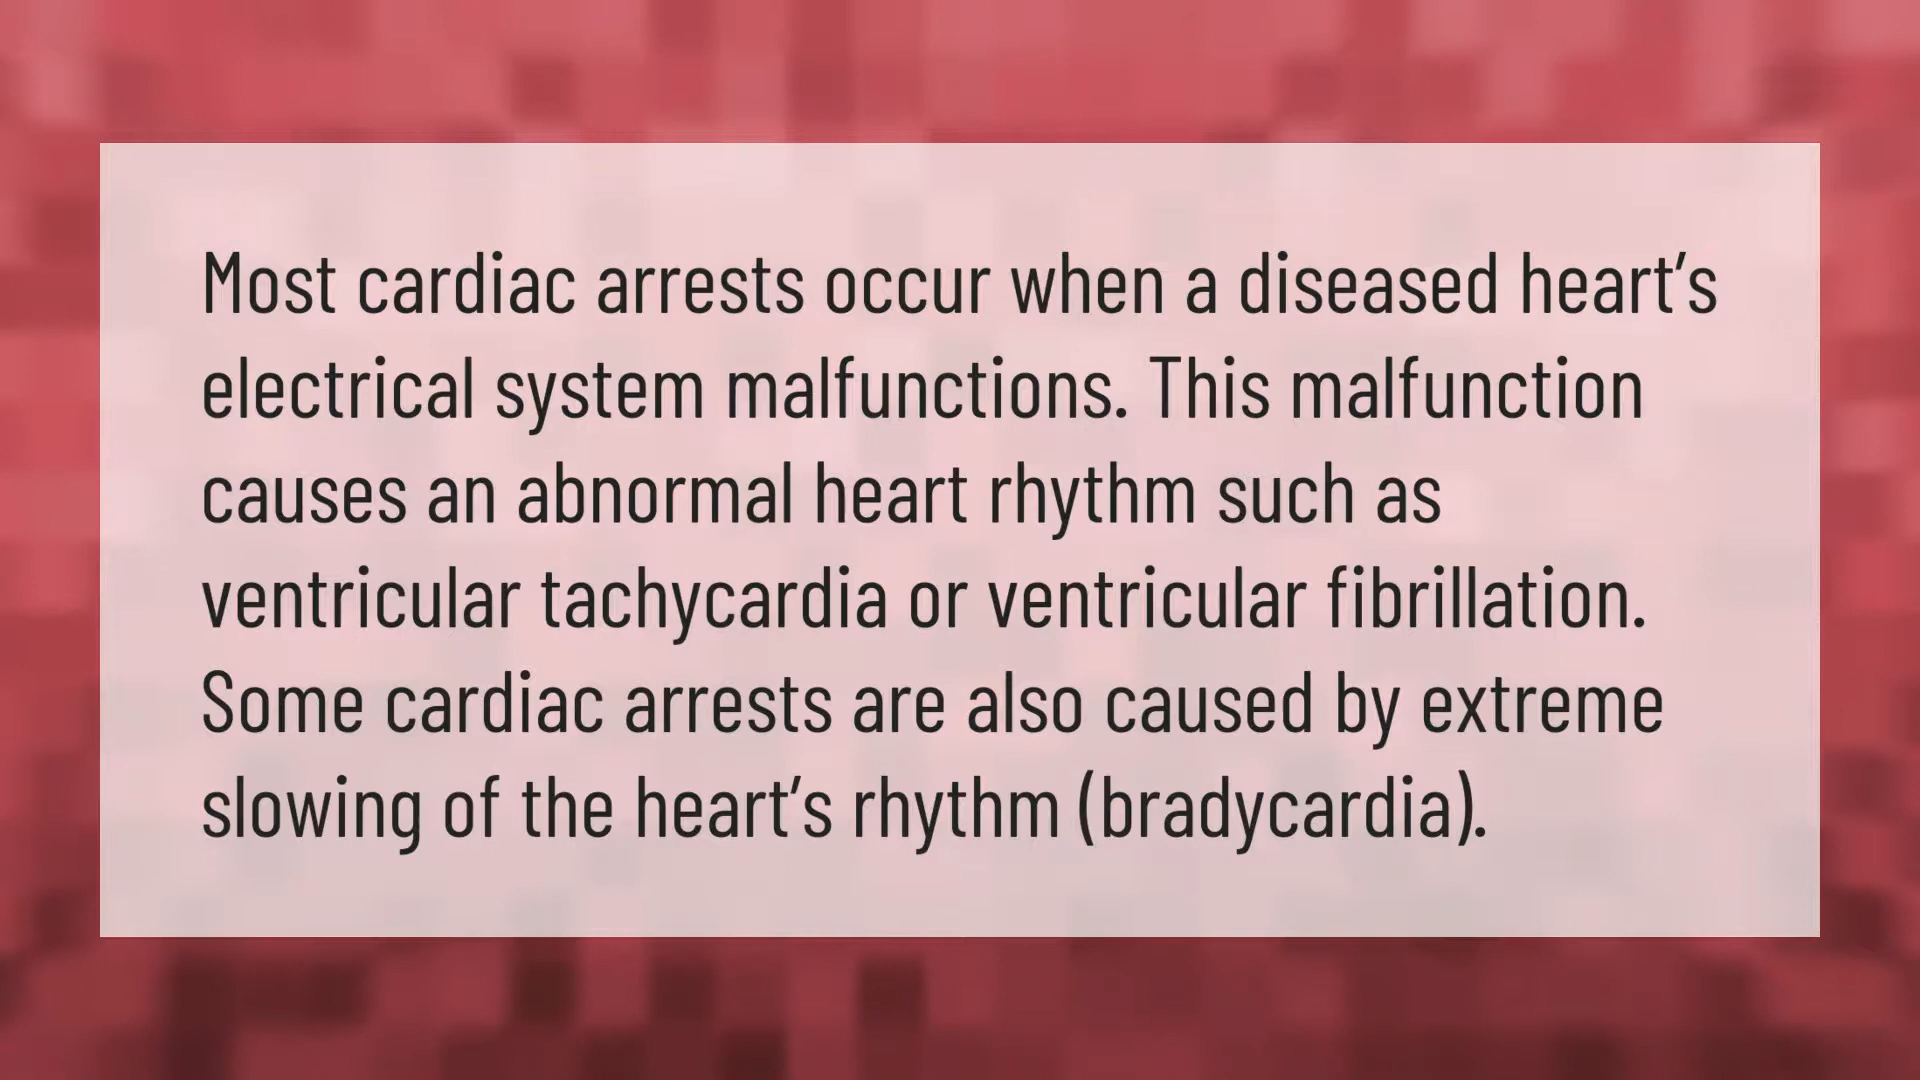 Most cardiac arrests occur when a diseased heart’s
electrical system malfunctions. This malfunction
causes an abnormal heart rhythm such as
ventricular tachycardia or ventricular fibrillation.
Some cardiac arrests are also caused by extreme
slowing of the heart’s rhythm (bradycardia).